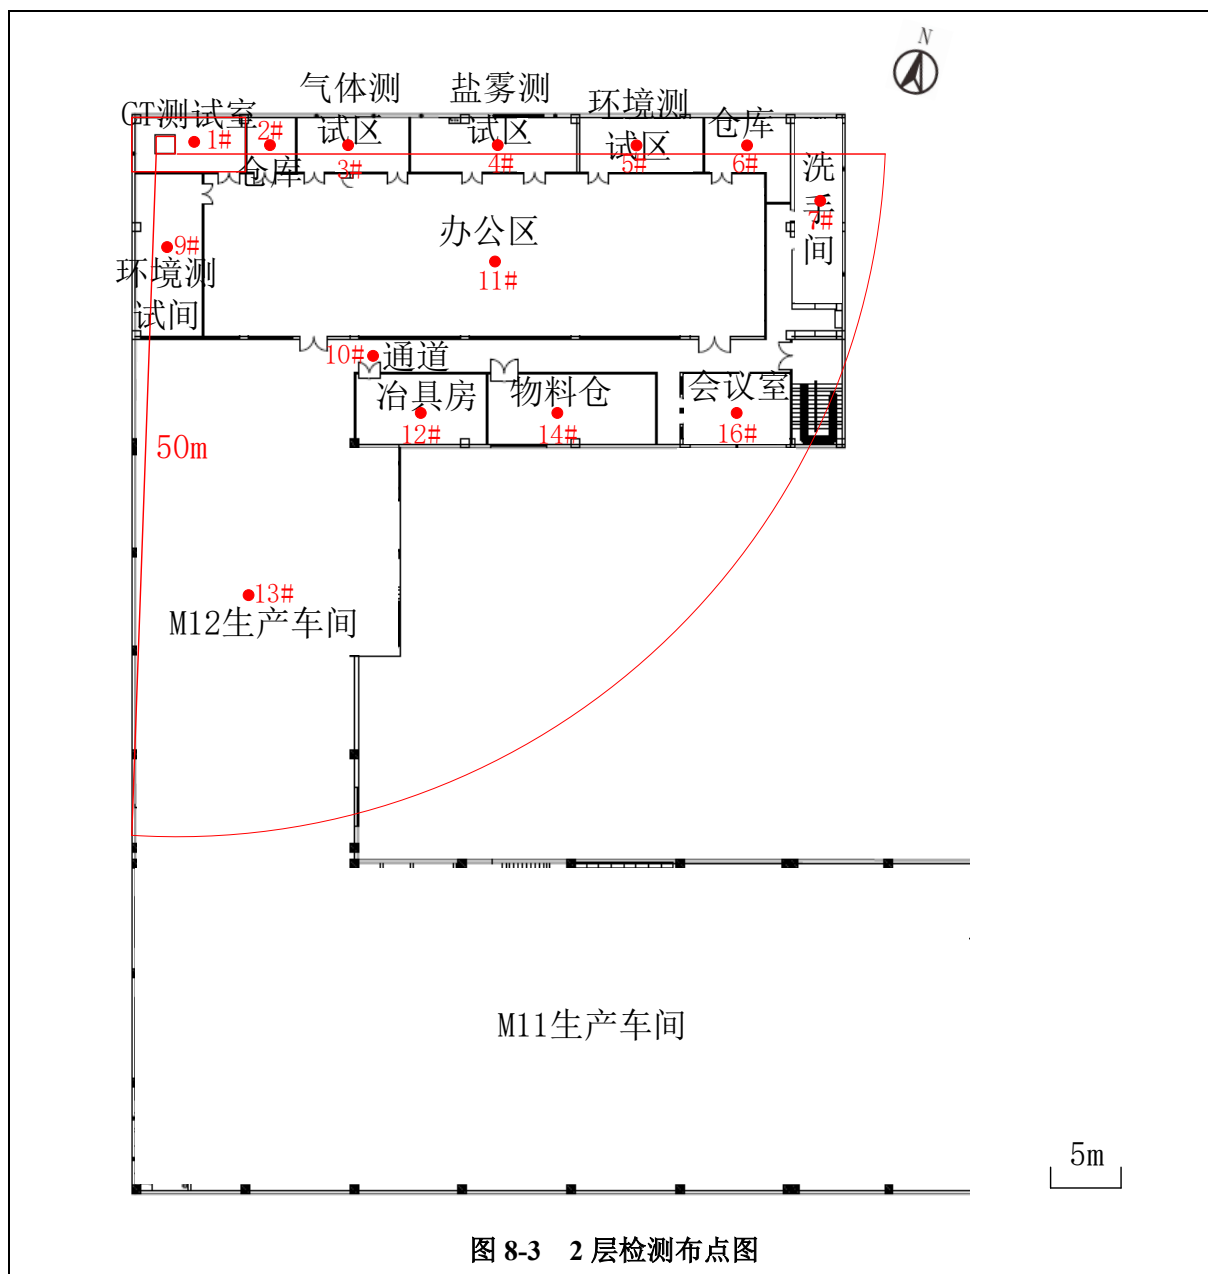 N
气体测
试区
盐雾测
试区
环境测
试区
仓库
CT测试室
1#
2#
仓库
3#
4#
5#
6#
洗手间
7#
9#
环境测
试间
办公区
11#
10#
通道
冶具房
12#
物料仓
14#
会议室
16#
50m
13#
M12生产车间
M11生产车间
5m
图 8-3 2 层检测布点图